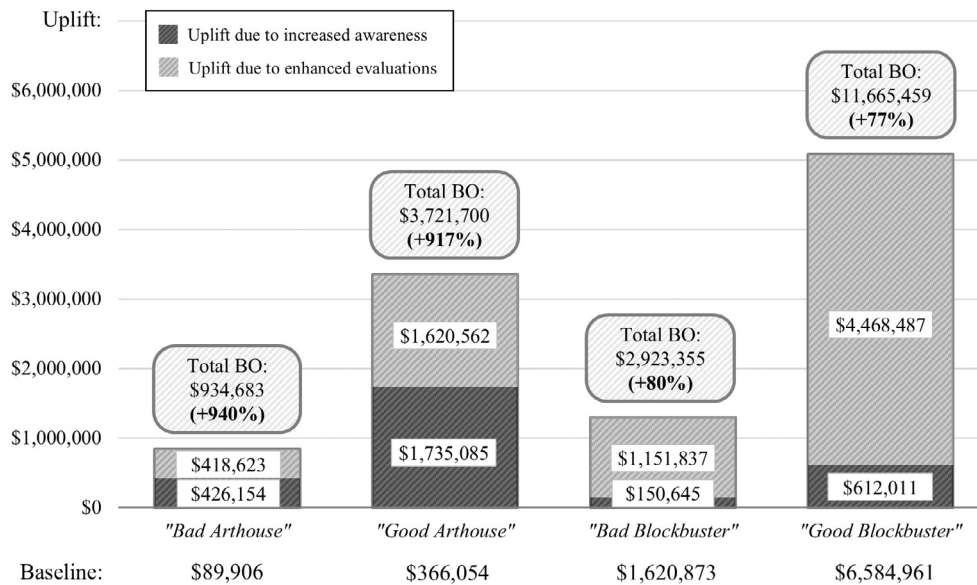 Uplift:
Uplift due to increased awareness
Uplift due to enhanced evaluations
$6,000,000
$5,000,000
$4,000,000
$3,000,000
$2,000,000
$1,000,000
$0
Total BO:
$934,683
(+940%)
$418,623
$426,154
Total BO:
$3,721,700
(+917%)
$1,620,562
$1,735,085
Total BO:
$2,923,355
(+80%)
$1,151,837
$150,645
Total BO:
$11,665,459
(+77%)
$4,468,487
$612,011
"Bad Arthouse" "Good Arthouse" "Bad Blockbuster" "Good Blockbuster"
Baseline: $89,906 $366,054 $1,620,873 $6,584,961